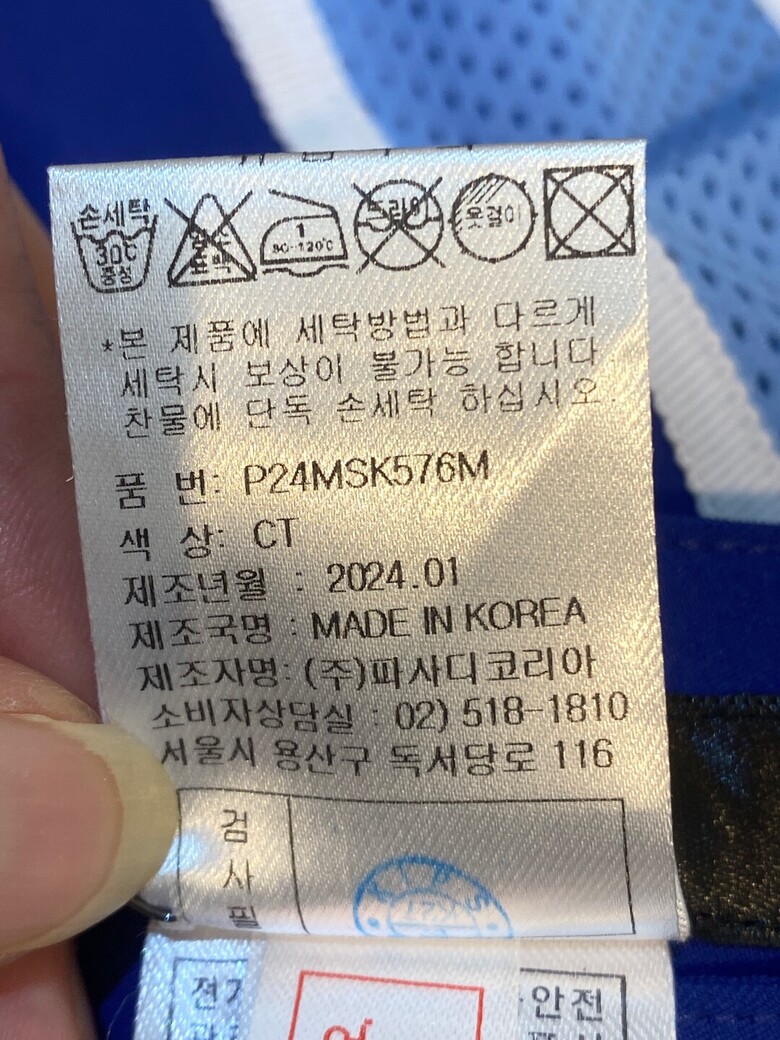 손세탁
30℃
중성
1
80~120℃
드라이
옷걸이
*본 제품에 세탁방법과 다르게
세탁시 보상이 불가능 합니다
찬물에 단독 손세탁 하십시오
품 번: P24MSK576M
색 상: CT
제조년월 : 2024.01
제조국명 : MADE IN KOREA
제조자명: (주)파사디코리아
소비자상담실 : 02) 518-1810
서울시 용산구 독서당로 116
검
사
필
안전